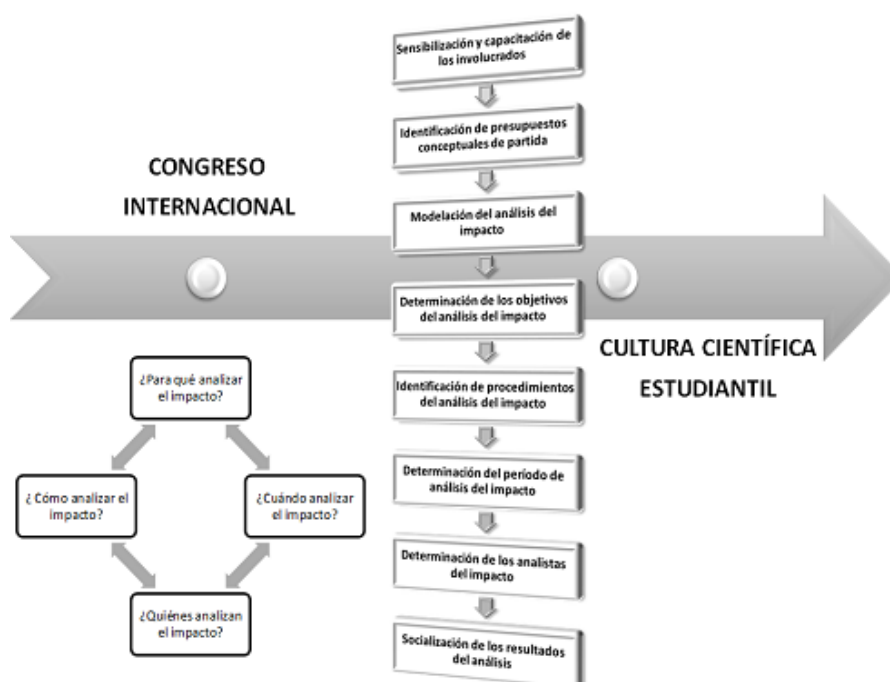 Sensibilización y capacitación de
los involucrados
Identificación de presupuestos
conceptuales de partida
CONGRESO
INTERNACIONAL
Modelación del análisis del
impacto
Determinación de los objetivos
del análisis del impacto
CULTURA CIENTÍFICA
ESTUDIANTIL
Identificación de procedimientos
del análisis del impacto
Determinación del período de
análisis del impacto
Determinación de los analistas
del impacto
Socialización de los resultados
del análisis
¿Para qué analizar
el impacto?
¿ Cómo analizar el
impacto?
¿Cuándo analizar
el impacto?
¿Quiénes analizan
el impacto?